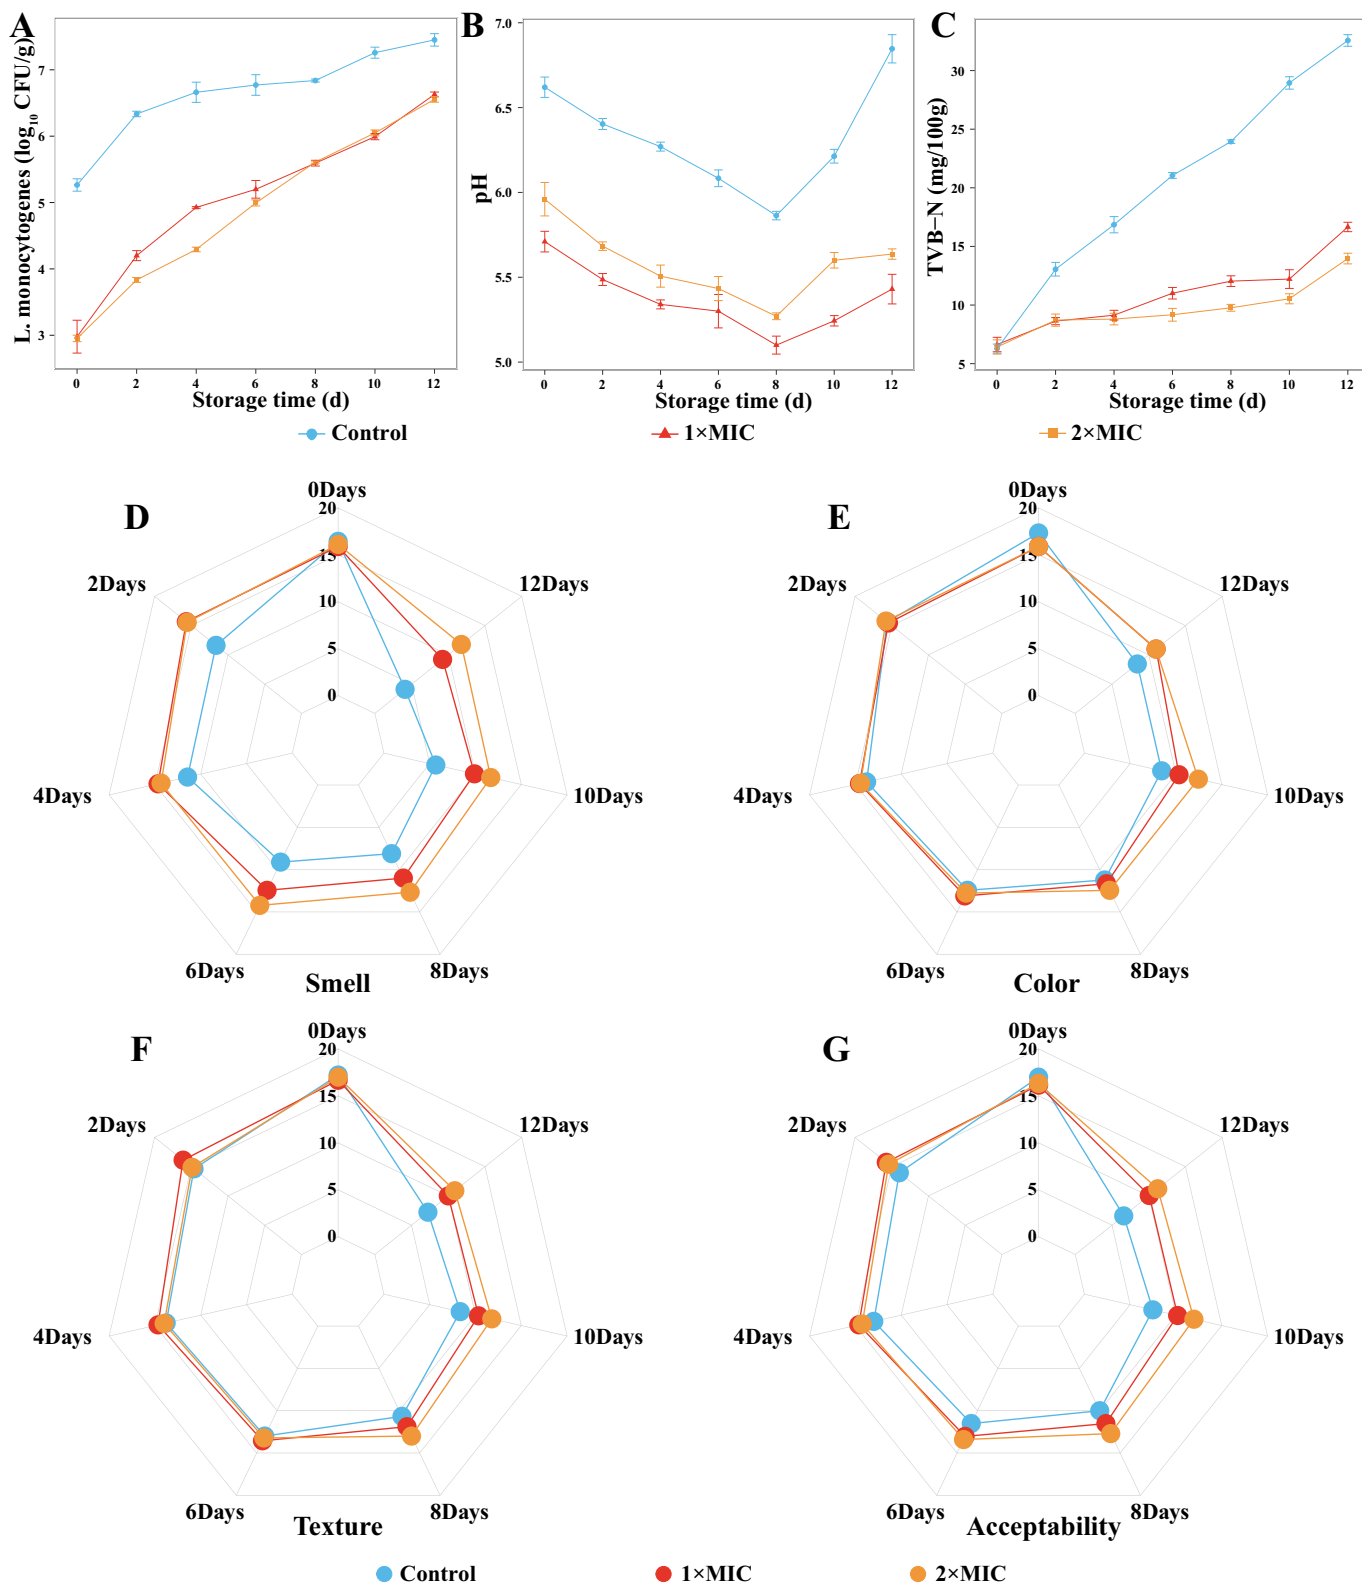 A
L. monocytogenes (log₁₀ CFU/g)
7
6
5
4
3
0 2 4 6 8 10 12
Storage time (d)
B
pH
7.0
6.5
6.0
5.5
5.0
0 2 4 6 8 10 12
Storage time (d)
C
TVB−N (mg/100g)
30
25
20
15
10
5
0 2 4 6 8 10 12
Storage time (d)
Control 1×MIC 2×MIC
D
0Days
20
15
10
5
0
2Days
12Days
4Days
10Days
6Days
8Days
Smell
E
0Days
20
15
10
5
0
2Days
12Days
4Days
10Days
6Days
8Days
Color
F
0Days
20
15
10
5
0
2Days
12Days
4Days
10Days
6Days
8Days
Texture
G
0Days
20
15
10
5
0
2Days
12Days
4Days
10Days
6Days
8Days
Acceptability
Control 1×MIC 2×MIC